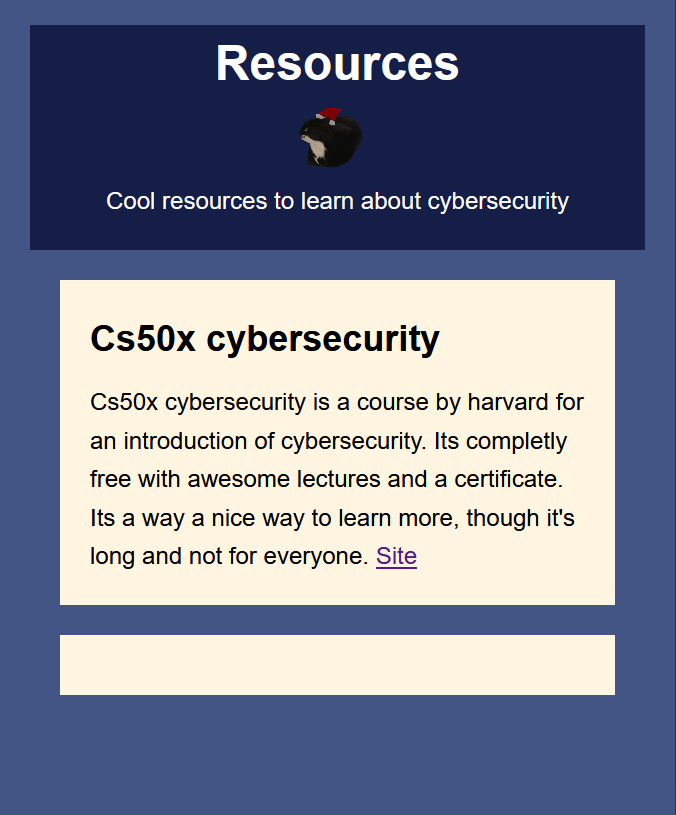 Resources
Cool resources to learn about cybersecurity
Cs50x cybersecurity
Cs50x cybersecurity is a course by harvard for
an introduction of cybersecurity. Its completly
free with awesome lectures and a certificate.
Its a way a nice way to learn more, though it's
long and not for everyone. Site